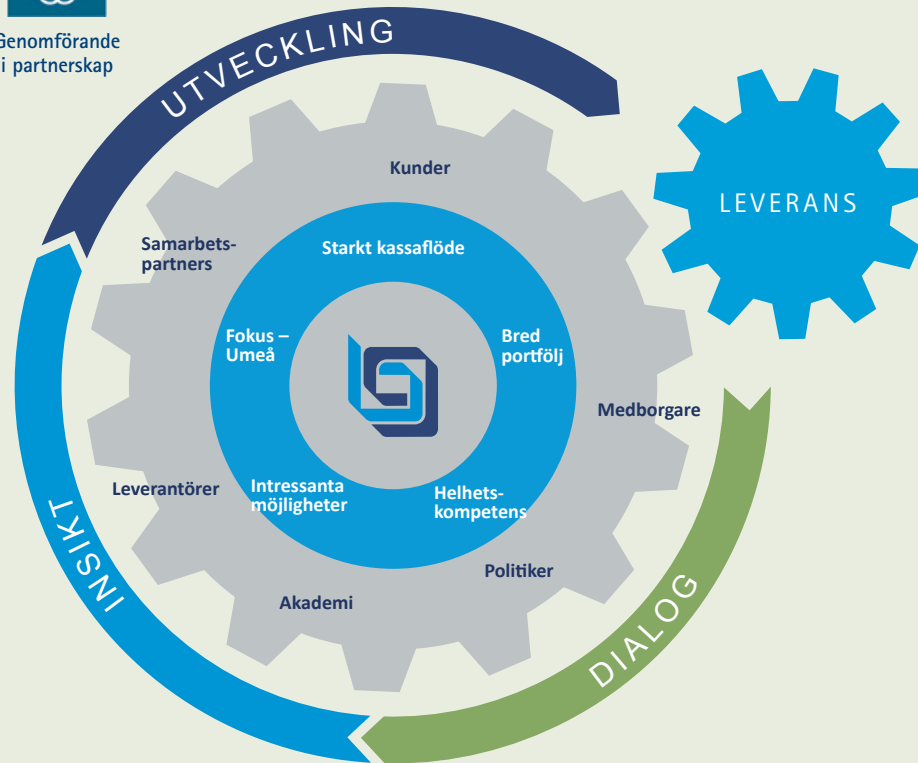 Genomförande
i partnerskap
UTVECKLING
LEVERANS
Kunder
Samarbets-
partners
Starkt kassaflöde
Fokus –
Umeå
Bred
portfölj
Medborgare
Leverantörer
Intressanta
möjligheter
Helhets-
kompetens
Politiker
Akademi
INSIKT
DIALOG